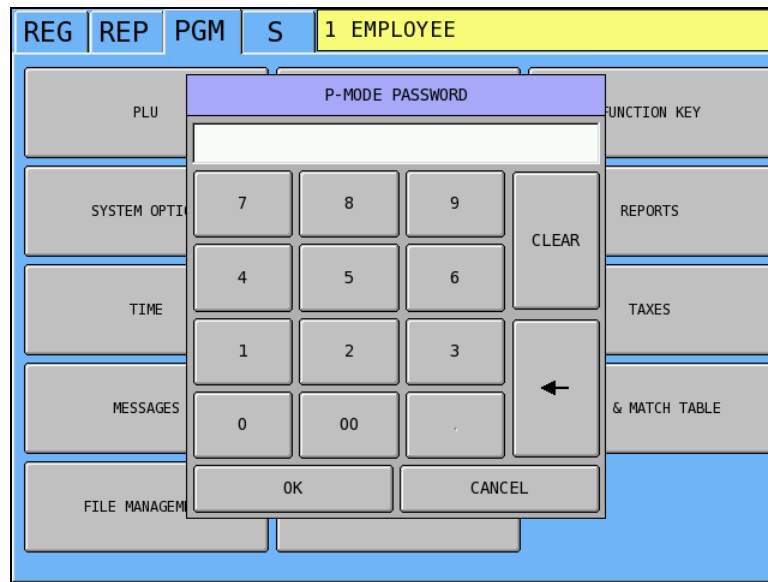 REG REP PGM S 1 EMPLOYEE
P-MODE PASSWORD
PLU
UNCTION KEY
7 8 9 CLEAR
SYSTEM OPTI
REPORTS
4 5 6
TIME
TAXES
1 2 3
MESSAGES
& MATCH TABLE
0 00 .
OK CANCEL
FILE MANAGEM